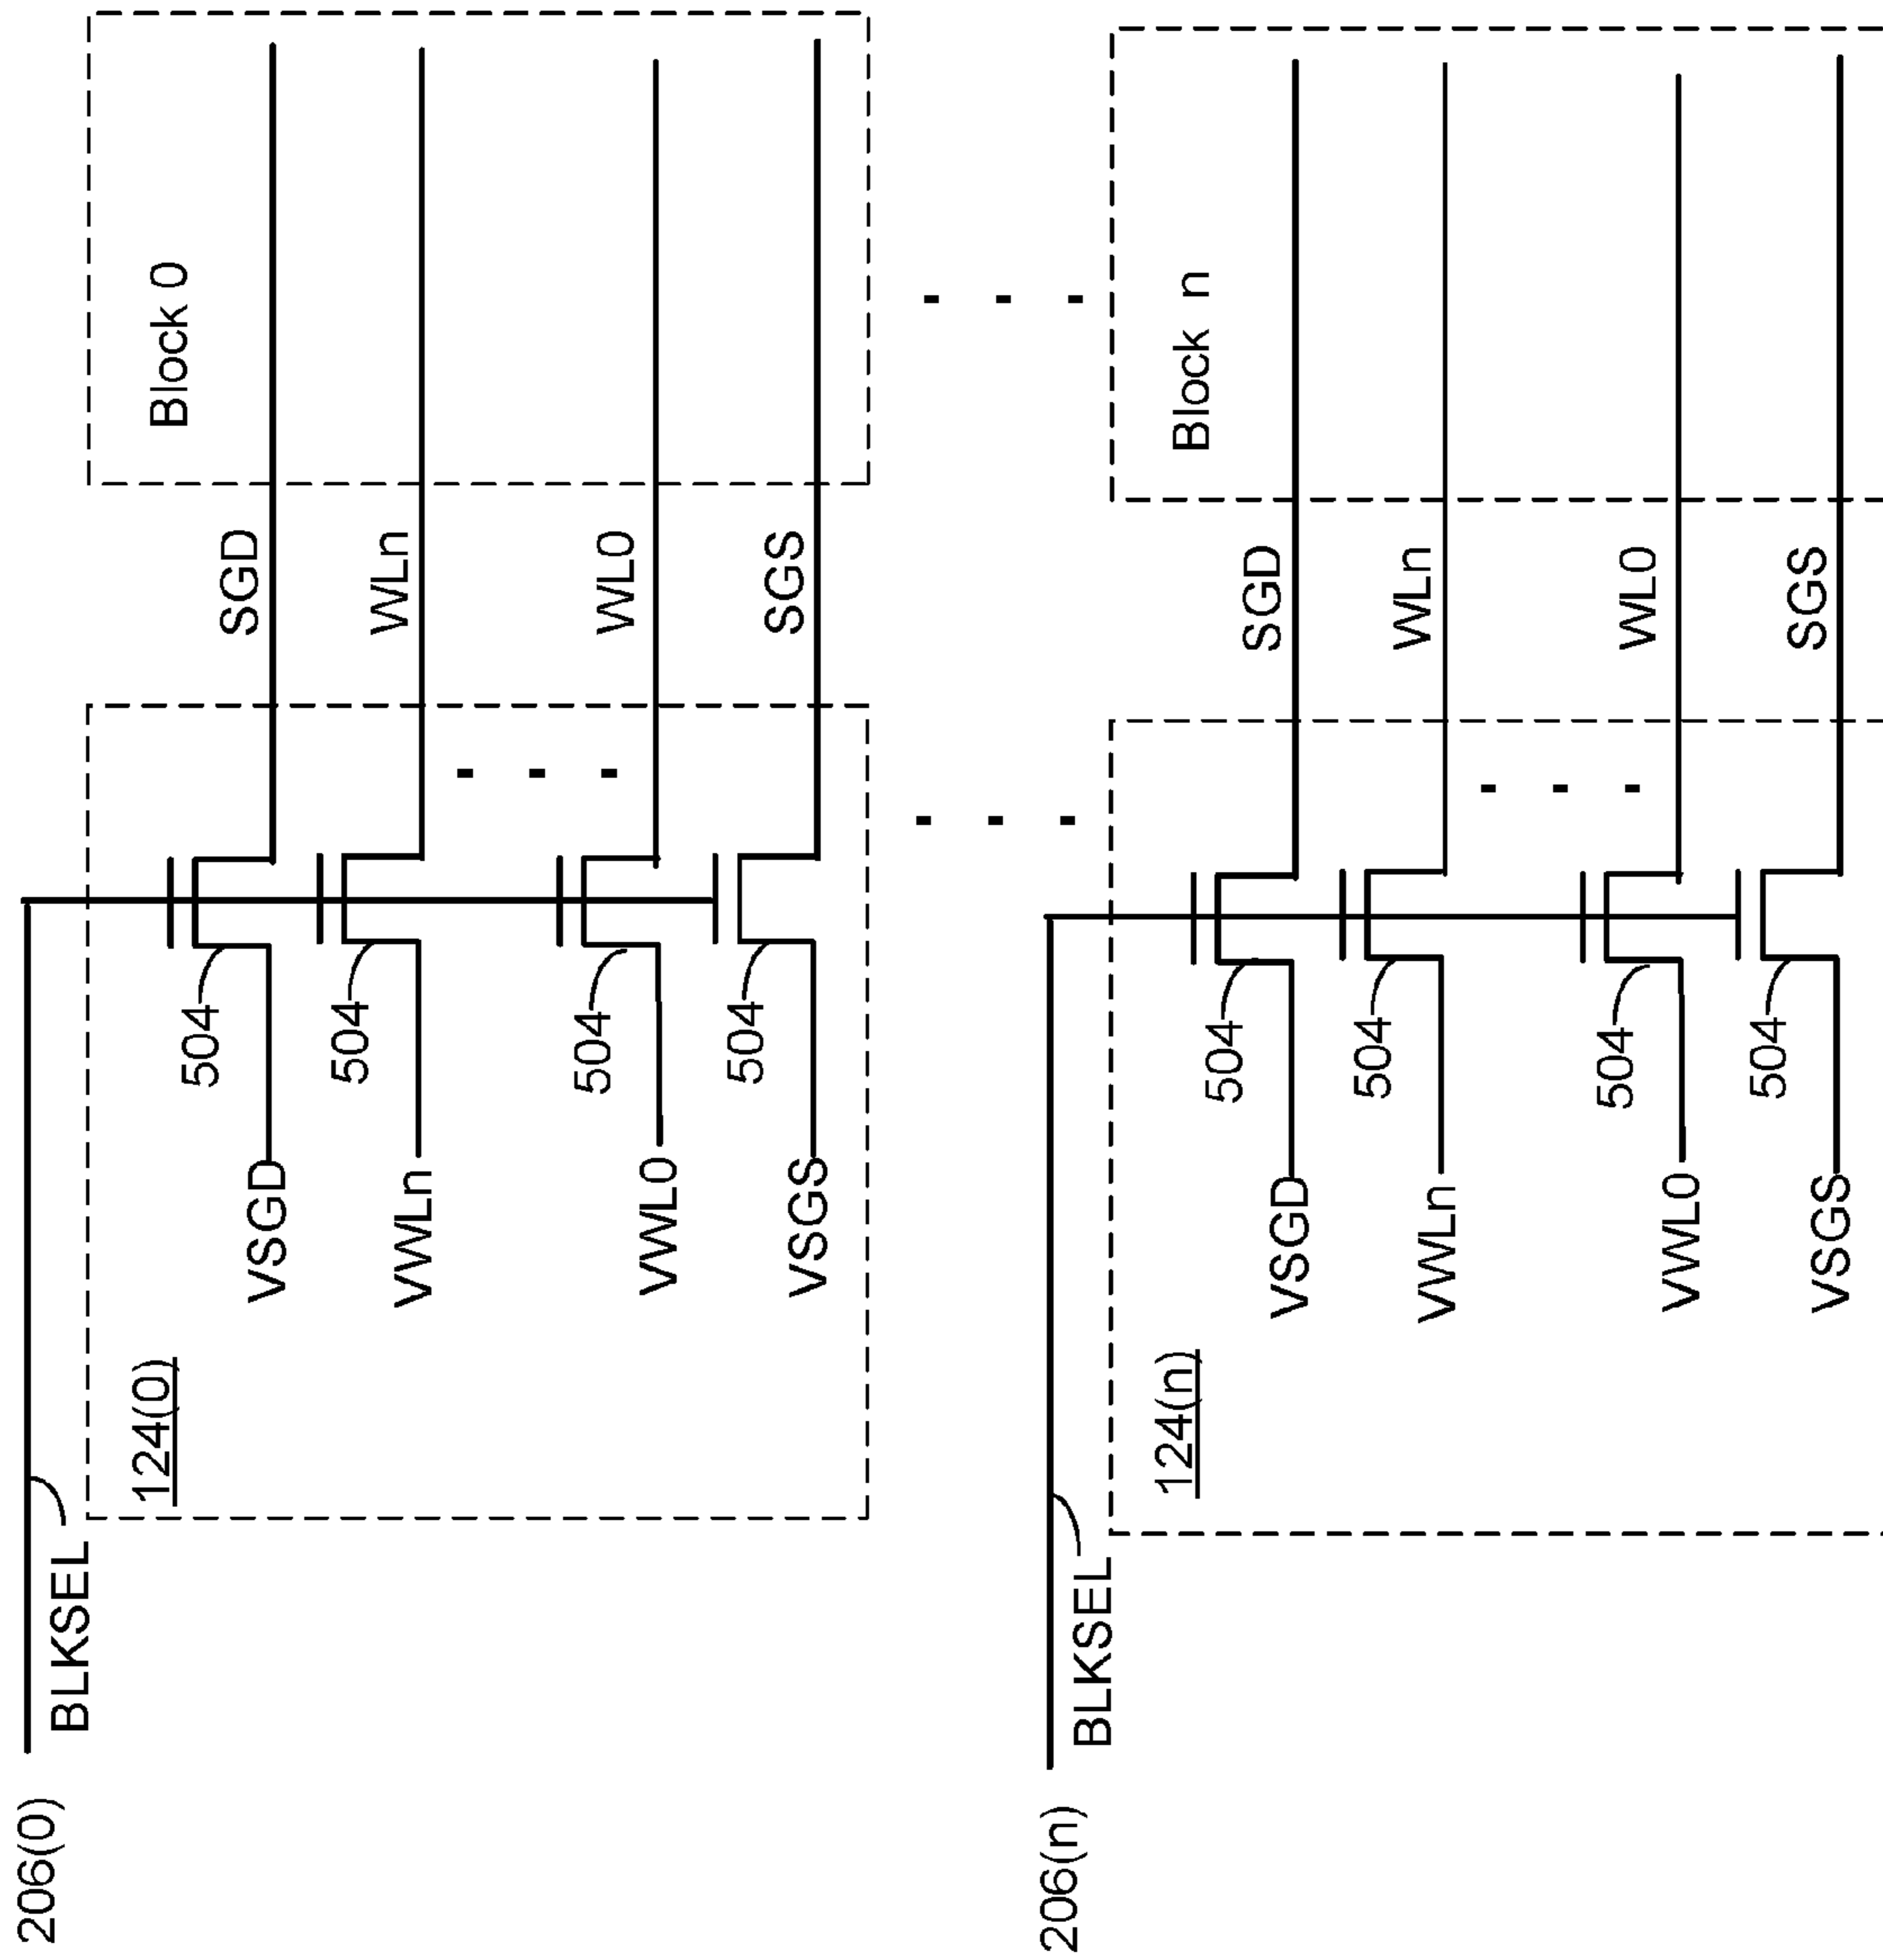 206(0)
BLKSEL
124(0)
VSGD
504
SGD
Block 0
VWLn
504
WLn
VWL0
504
WL0
VSGS
504
SGS
206(n)
BLKSEL
124(n)
VSGD
504
SGD
Block n
VWLn
504
WLn
VWL0
504
WL0
VSGS
504
SGS